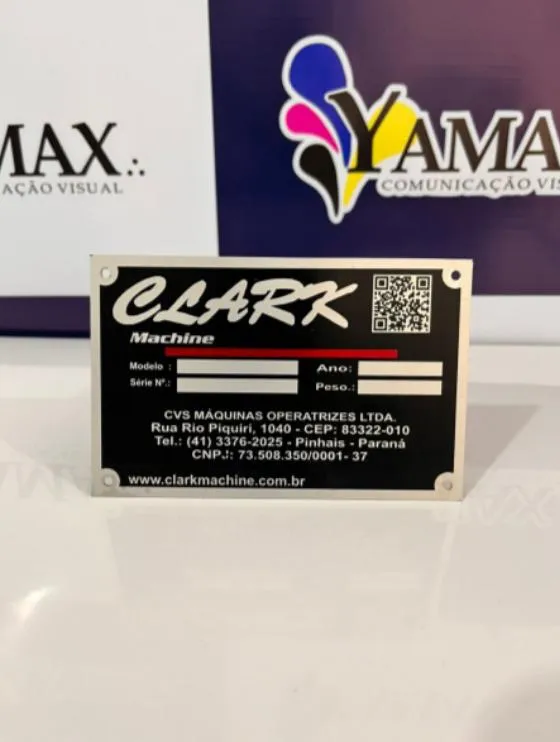 MAX.:
AÇÃO VISUAL
YAMA
COMUNICAÇÃO VIS
CLARK
Machine
Modelo : Ano:
Série Nº.: Peso.:
CVS MÁQUINAS OPERATRIZES LTDA.
Rua Rio Piquiri, 1040 - CEP: 83322-010
Tel.: (41) 3376-2025 - Pinhais - Paraná
CNPJ: 73.508.350/0001- 37
www.clarkmachine.com.br